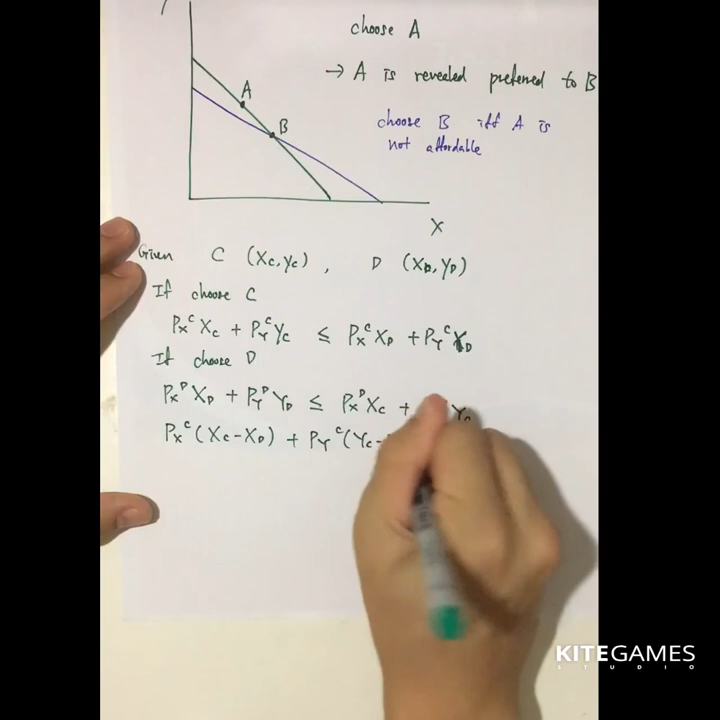 Y
choose A
→ A is revealed preferred to B
A
B
choose B iff A is
not affordable
X
Given C (Xc, Yc) , D (XD, YD)
If choose C
Px^C Xc + PY^C Yc ≤ Px^C XD + PY^C YD
If choose D
Px^D XD + PY^D YD ≤ Px^D Xc +
Px^C (Xc - XD) + PY^C (Yc -
KITEGAMES
STUDIO